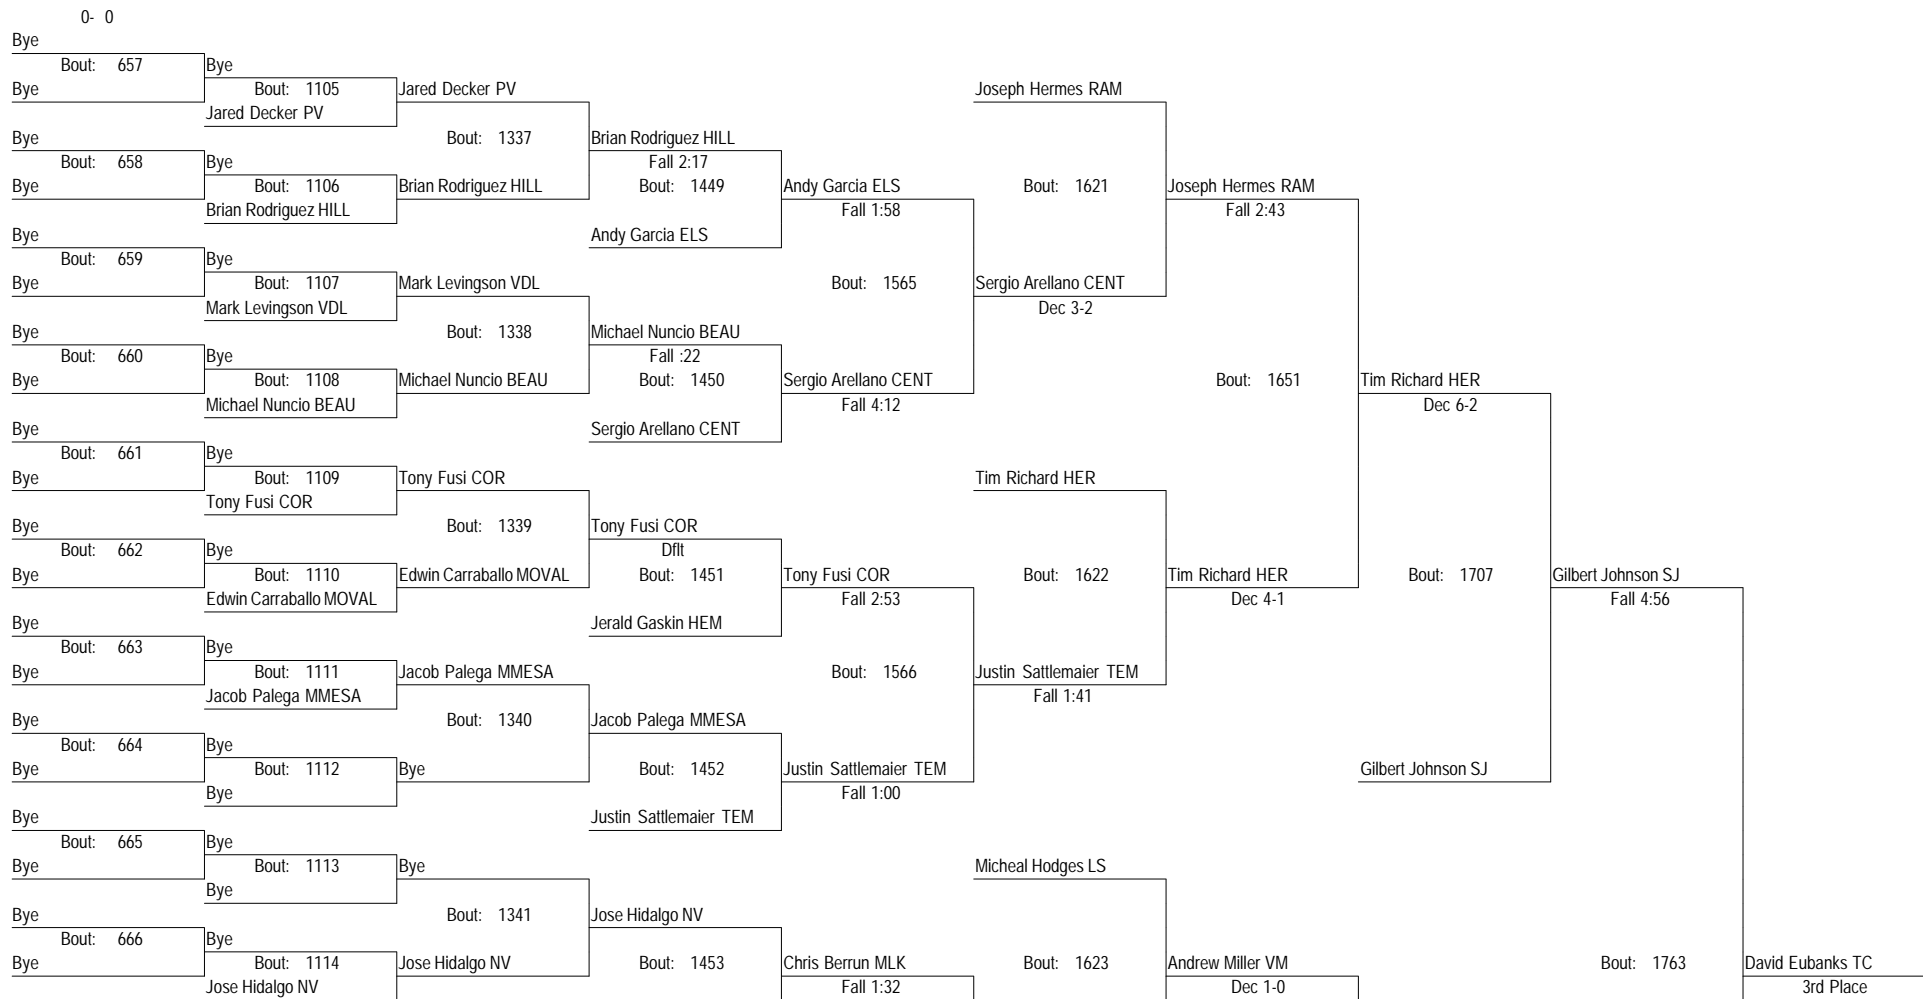 0- 0
Bye
Bout: 657 Bye
Bye Bout: 1105 Jared Decker PV Joseph Hermes RAM
Jared Decker PV
Bye Bout: 1337 Brian Rodriguez HILL
Bout: 658 Bye Fall 2:17
Bye Bout: 1106 Brian Rodriguez HILL Bout: 1449 Andy Garcia ELS Bout: 1621 Joseph Hermes RAM
Brian Rodriguez HILL Fall 1:58 Fall 2:43
Bye Andy Garcia ELS
Bout: 659 Bye
Bye Bout: 1107 Mark Levingson VDL Bout: 1565 Sergio Arellano CENT
Mark Levingson VDL Dec 3-2
Bye Bout: 1338 Michael Nuncio BEAU
Bout: 660 Bye Fall :22
Bye Bout: 1108 Michael Nuncio BEAU Bout: 1450 Sergio Arellano CENT Bout: 1651 Tim Richard HER
Michael Nuncio BEAU Fall 4:12 Dec 6-2
Bye Sergio Arellano CENT
Bout: 661 Bye
Bye Bout: 1109 Tony Fusi COR Tim Richard HER
Tony Fusi COR
Bye Bout: 1339 Tony Fusi COR
Bout: 662 Bye Dflt
Bye Bout: 1110 Edwin Carraballo MOVAL Bout: 1451 Tony Fusi COR Bout: 1622 Tim Richard HER Bout: 1707 Gilbert Johnson SJ
Edwin Carraballo MOVAL Fall 2:53 Dec 4-1 Fall 4:56
Bye Jerald Gaskin HEM
Bout: 663 Bye
Bye Bout: 1111 Jacob Palega MMESA Bout: 1566 Justin Sattlemaier TEM
Jacob Palega MMESA Fall 1:41
Bye Bout: 1340 Jacob Palega MMESA
Bout: 664 Bye
Bye Bout: 1112 Bye Bout: 1452 Justin Sattlemaier TEM Gilbert Johnson SJ
Bye Fall 1:00
Bye Justin Sattlemaier TEM
Bout: 665 Bye
Bye Bout: 1113 Bye Micheal Hodges LS
Bye
Bye Bout: 1341 Jose Hidalgo NV
Bout: 666 Bye
Bye Bout: 1114 Jose Hidalgo NV Bout: 1453 Chris Berrun MLK Bout: 1623 Andrew Miller VM Bout: 1763 David Eubanks TC
Jose Hidalgo NV Fall 1:32 Dec 1-0 3rd Place